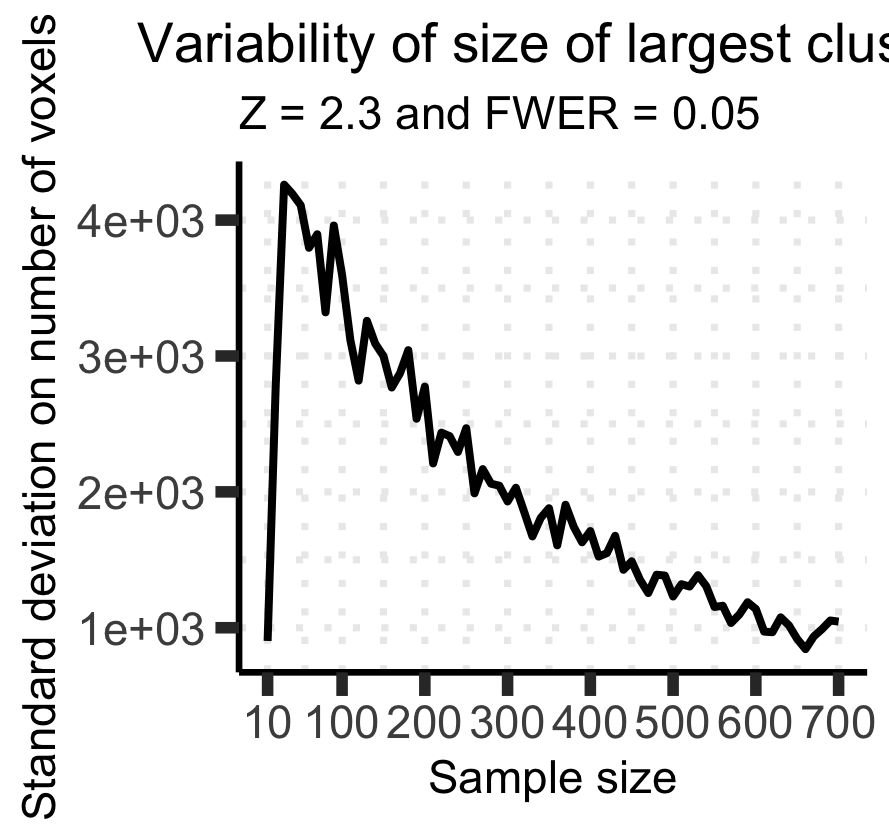 Variability of size of largest clus
Z = 2.3 and FWER = 0.05
Standard deviation on number of voxels
4e+03
3e+03
2e+03
1e+03
10 100 200 300 400 500 600 700
Sample size